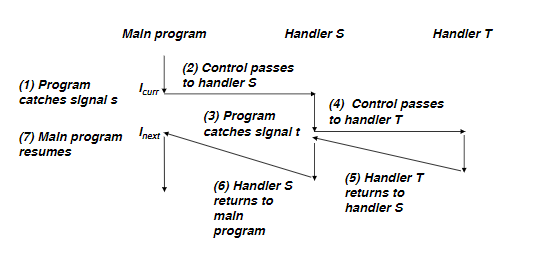 Main program
Handler S
Handler T
(1) Program
catches signal s
I curr
(2) Control passes
to handler S
(3) Program
catches signal t
(4) Control passes
to handler T
(7) Main program
resumes
I next
(6) Handler S
returns to
main
program
(5) Handler T
returns to
handler S